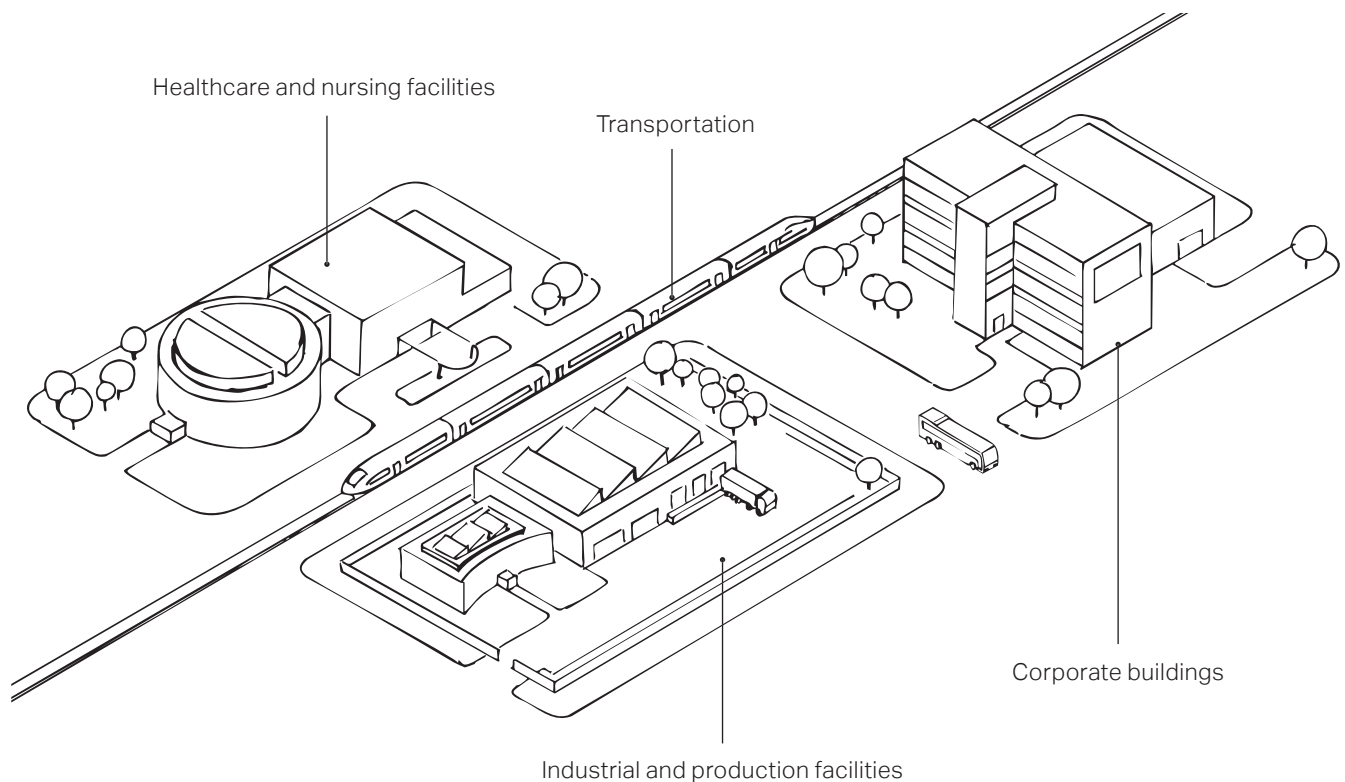 Healthcare and nursing facilities
Transportation
Corporate buildings
Industrial and production facilities